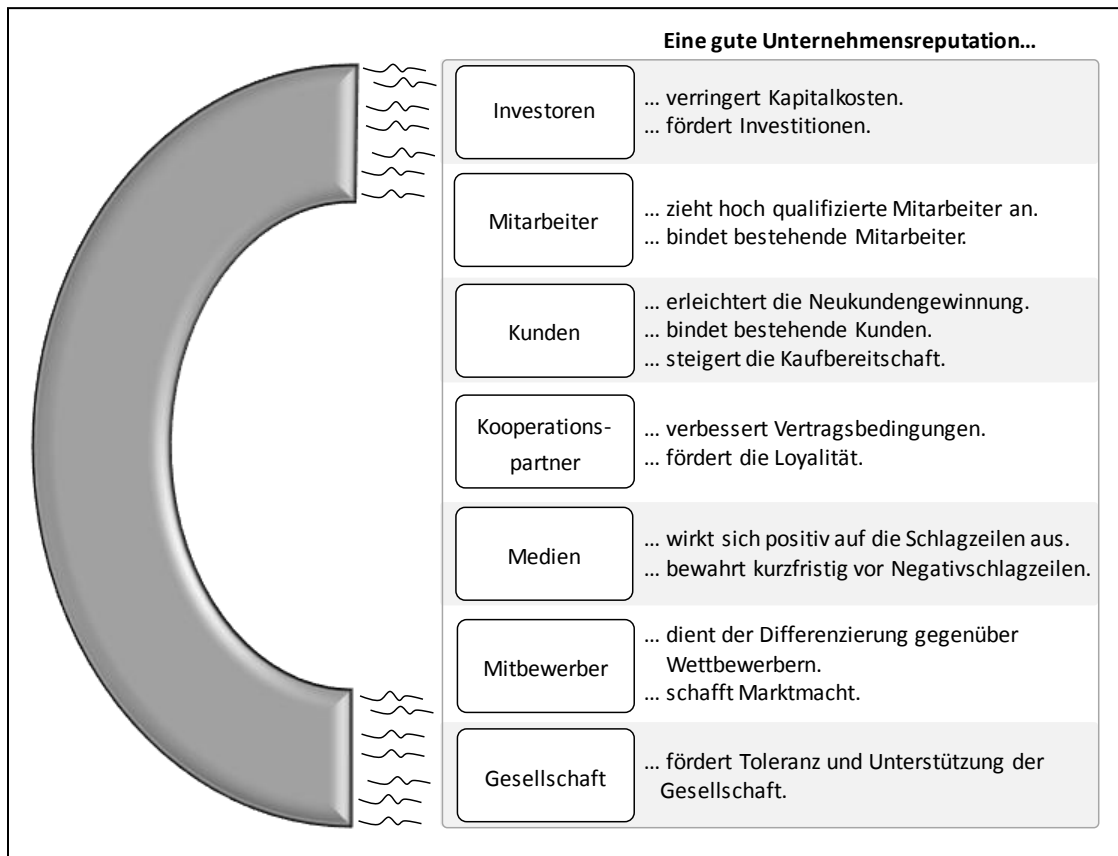 Eine gute Unternehmensreputation…
Investoren
… verringert Kapitalkosten.
… fördert Investitionen.
Mitarbeiter
… zieht hoch qualifizierte Mitarbeiter an.
… bindet bestehende Mitarbeiter.
Kunden
… erleichtert die Neukundengewinnung.
… bindet bestehende Kunden.
… steigert die Kaufbereitschaft.
Kooperations-
partner
… verbessert Vertragsbedingungen.
… fördert die Loyalität.
Medien
… wirkt sich positiv auf die Schlagzeilen aus.
… bewahrt kurzfristig vor Negativschlagzeilen.
Mitbewerber
… dient der Differenzierung gegenüber
Wettbewerbern.
… schafft Marktmacht.
Gesellschaft
… fördert Toleranz und Unterstützung der
Gesellschaft.